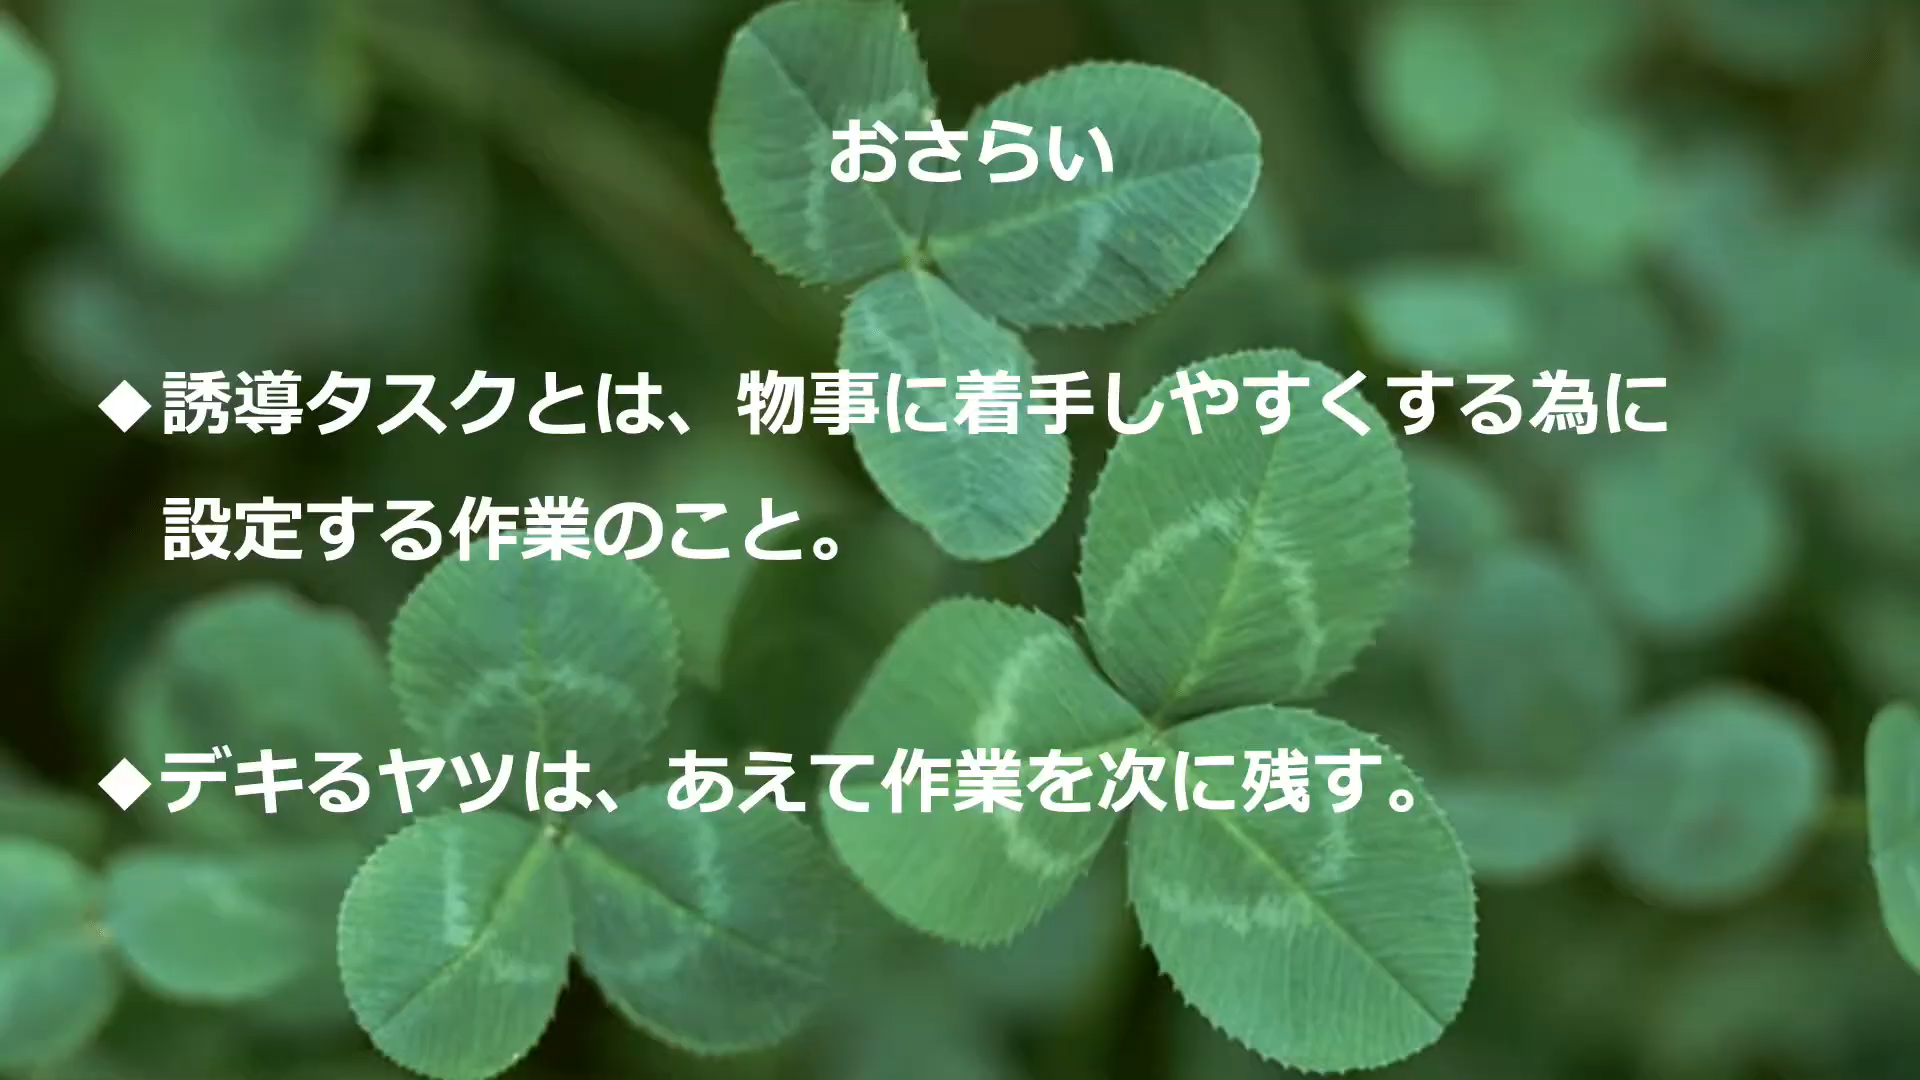 おさらい
◆誘導タスクとは、物事に着手しやすくする為に
設定する作業のこと。
◆デキるヤツは、あえて作業を次に残す。